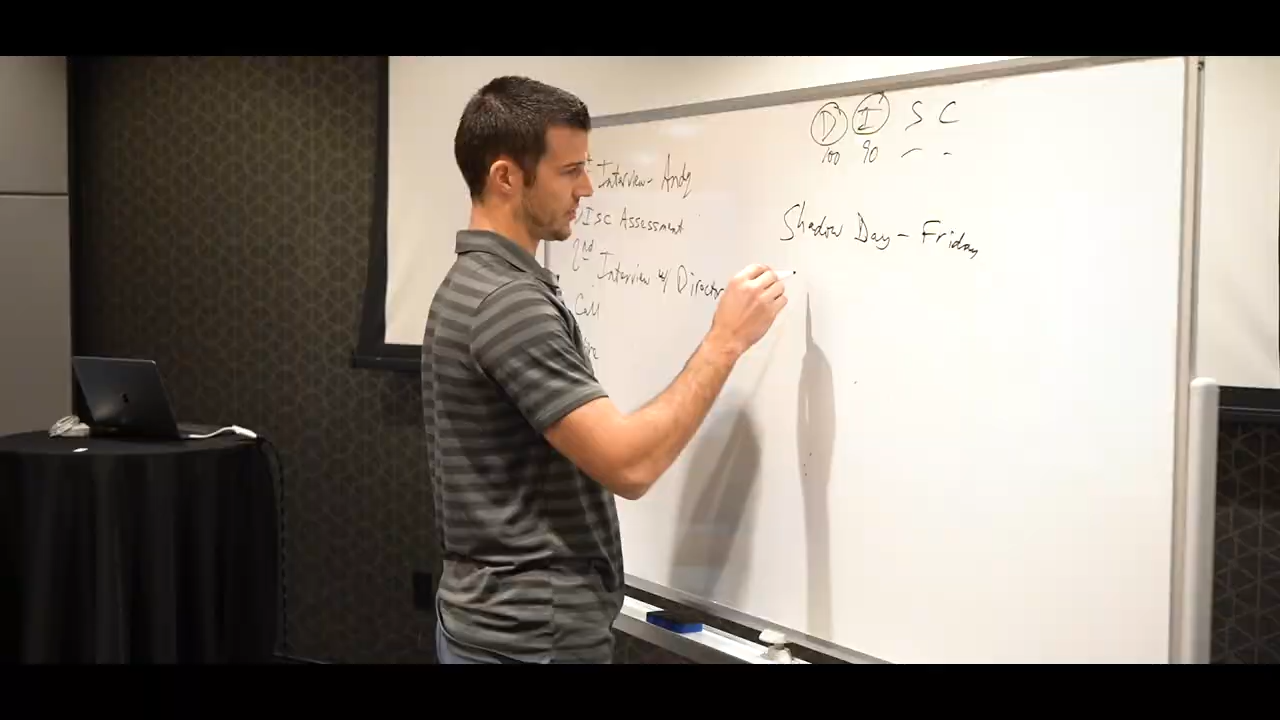 Interview - Andy
Disc Assessment
2nd
Interview w/ Director
Call
D I S C
100 90 - -
Shadow Day - Friday